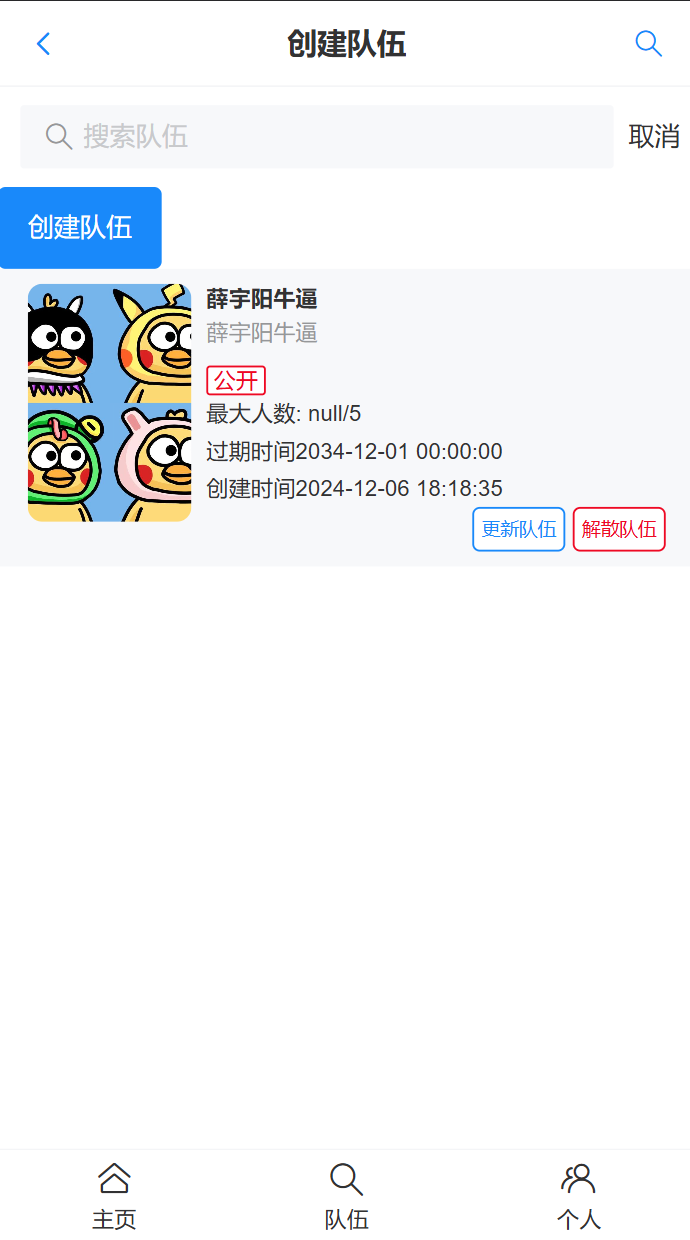 创建队伍
搜索队伍 取消
创建队伍
薛宇阳牛逼
薛宇阳牛逼
公开
最大人数: null/5
过期时间2034-12-01 00:00:00
创建时间2024-12-06 18:18:35
更新队伍 解散队伍
主页 队伍 个人